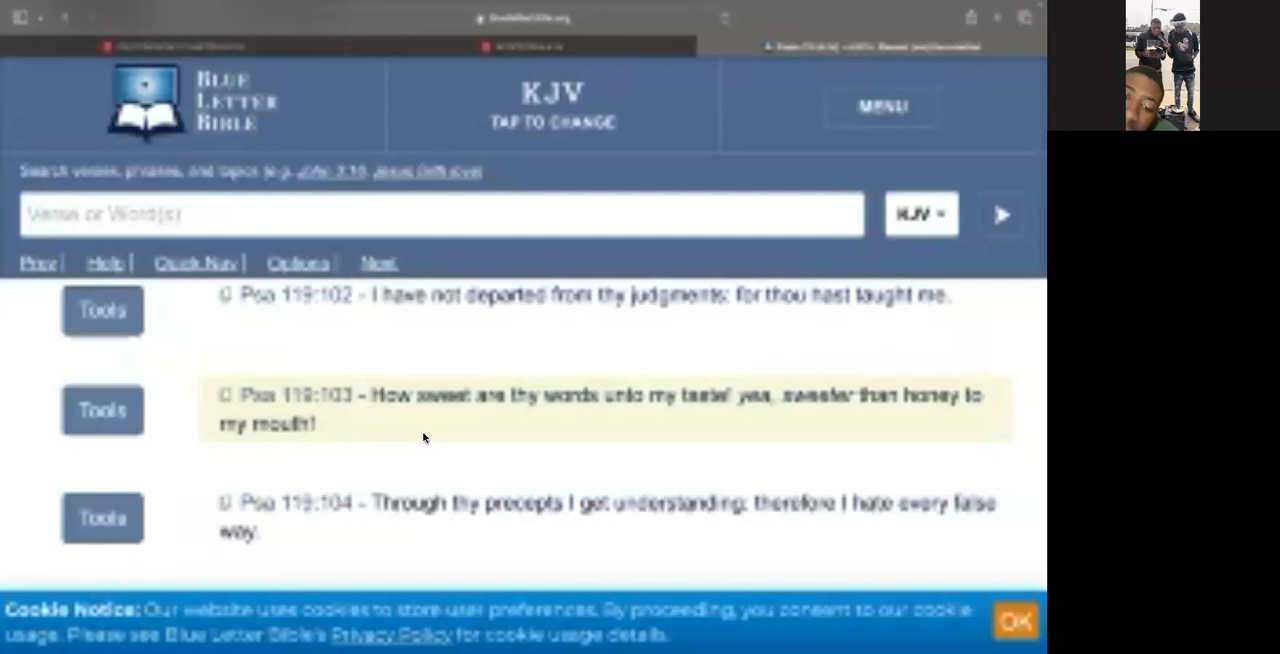 BLUE
LETTER
BIBLE
KJV
TAP TO CHANGE
MENU
Search verses, phrases, and topics (e.g. John 3:16, Jesus faith love)
Verse or Word(s)
KJV
Prev| Help| Quick Nav| Options| Next
Tools
Psa 119:102 - I have not departed from thy judgments: for thou hast taught me.
Tools
Psa 119:103 - How sweet are thy words unto my taste! yea, sweeter than honey to
my mouth!
Tools
Psa 119:104 - Through thy precepts I get understanding: therefore I hate every false
way.
Cookie Notice: Our website uses cookies to store user preferences. By proceeding, you consent to our cookie
usage. Please see Blue Letter Bible's Privacy Policy for cookie usage details.
OK